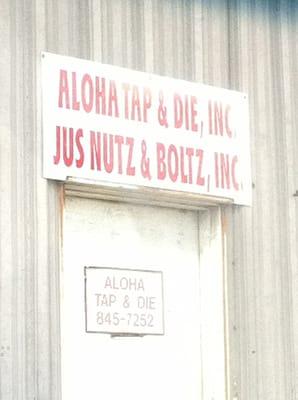 ALOHA TAP & DIE, INC.
JUS NUTZ & BOLTZ, INC.
ALOHA
TAP & DIE
845-7252